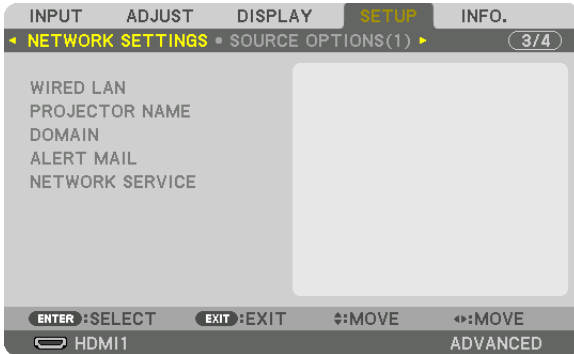 INPUT ADJUST DISPLAY SETUP INFO.
NETWORK SETTINGS • SOURCE OPTIONS(1) 3/4
WIRED LAN
PROJECTOR NAME
DOMAIN
ALERT MAIL
NETWORK SERVICE
ENTER :SELECT EXIT :EXIT :MOVE :MOVE
HDMI1 ADVANCED